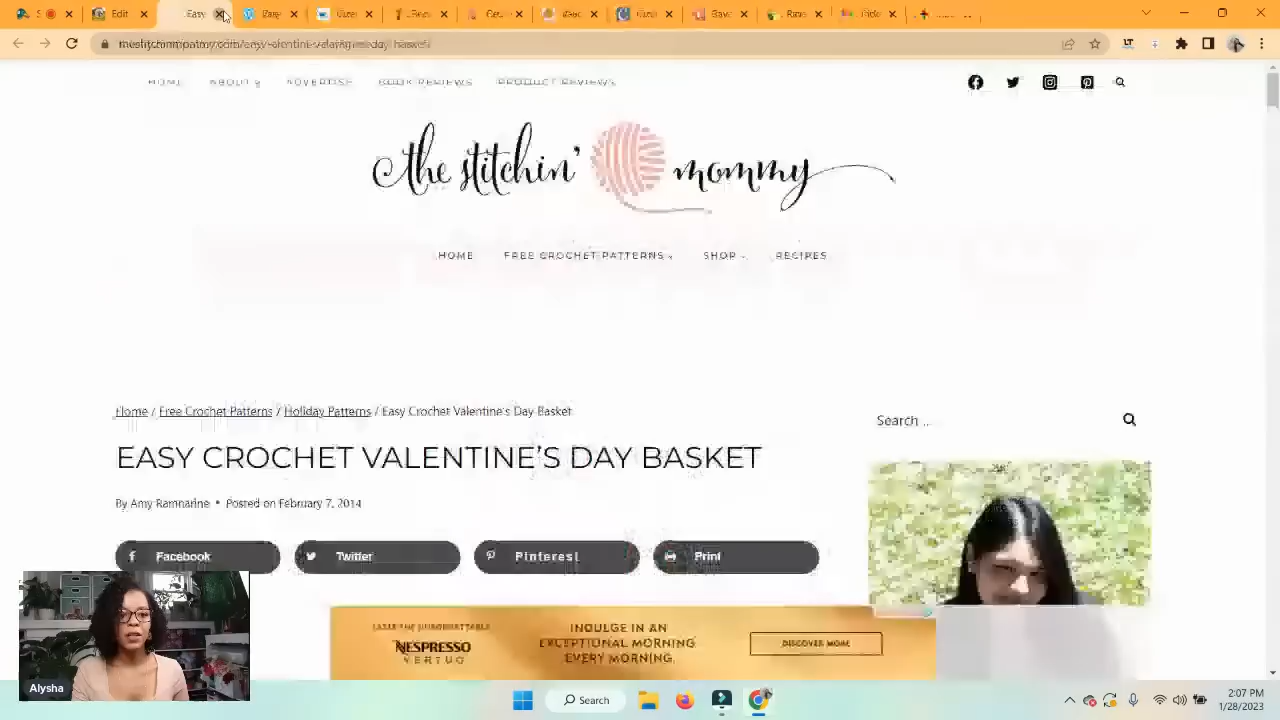 Edit
Easy
HOME ABOUT ADVERTISE BOOK REVIEWS PRODUCT REVIEWS
the stitchin' mommy
HOME FREE CROCHET PATTERNS SHOP RECIPES
Home / Free Crochet Patterns / Holiday Patterns / Easy Crochet Valentine's Day Basket
Search ...
EASY CROCHET VALENTINE'S DAY BASKET
By Amy Ramnarine • Posted on February 7, 2014
Facebook Twitter Pinterest Print
NESPRESSO
VERTUO
INDULGE IN AN
EXCEPTIONAL MORNING
EVERY MORNING.
DISCOVER MORE
Alysha
Search
2:07 PM
1/28/2023